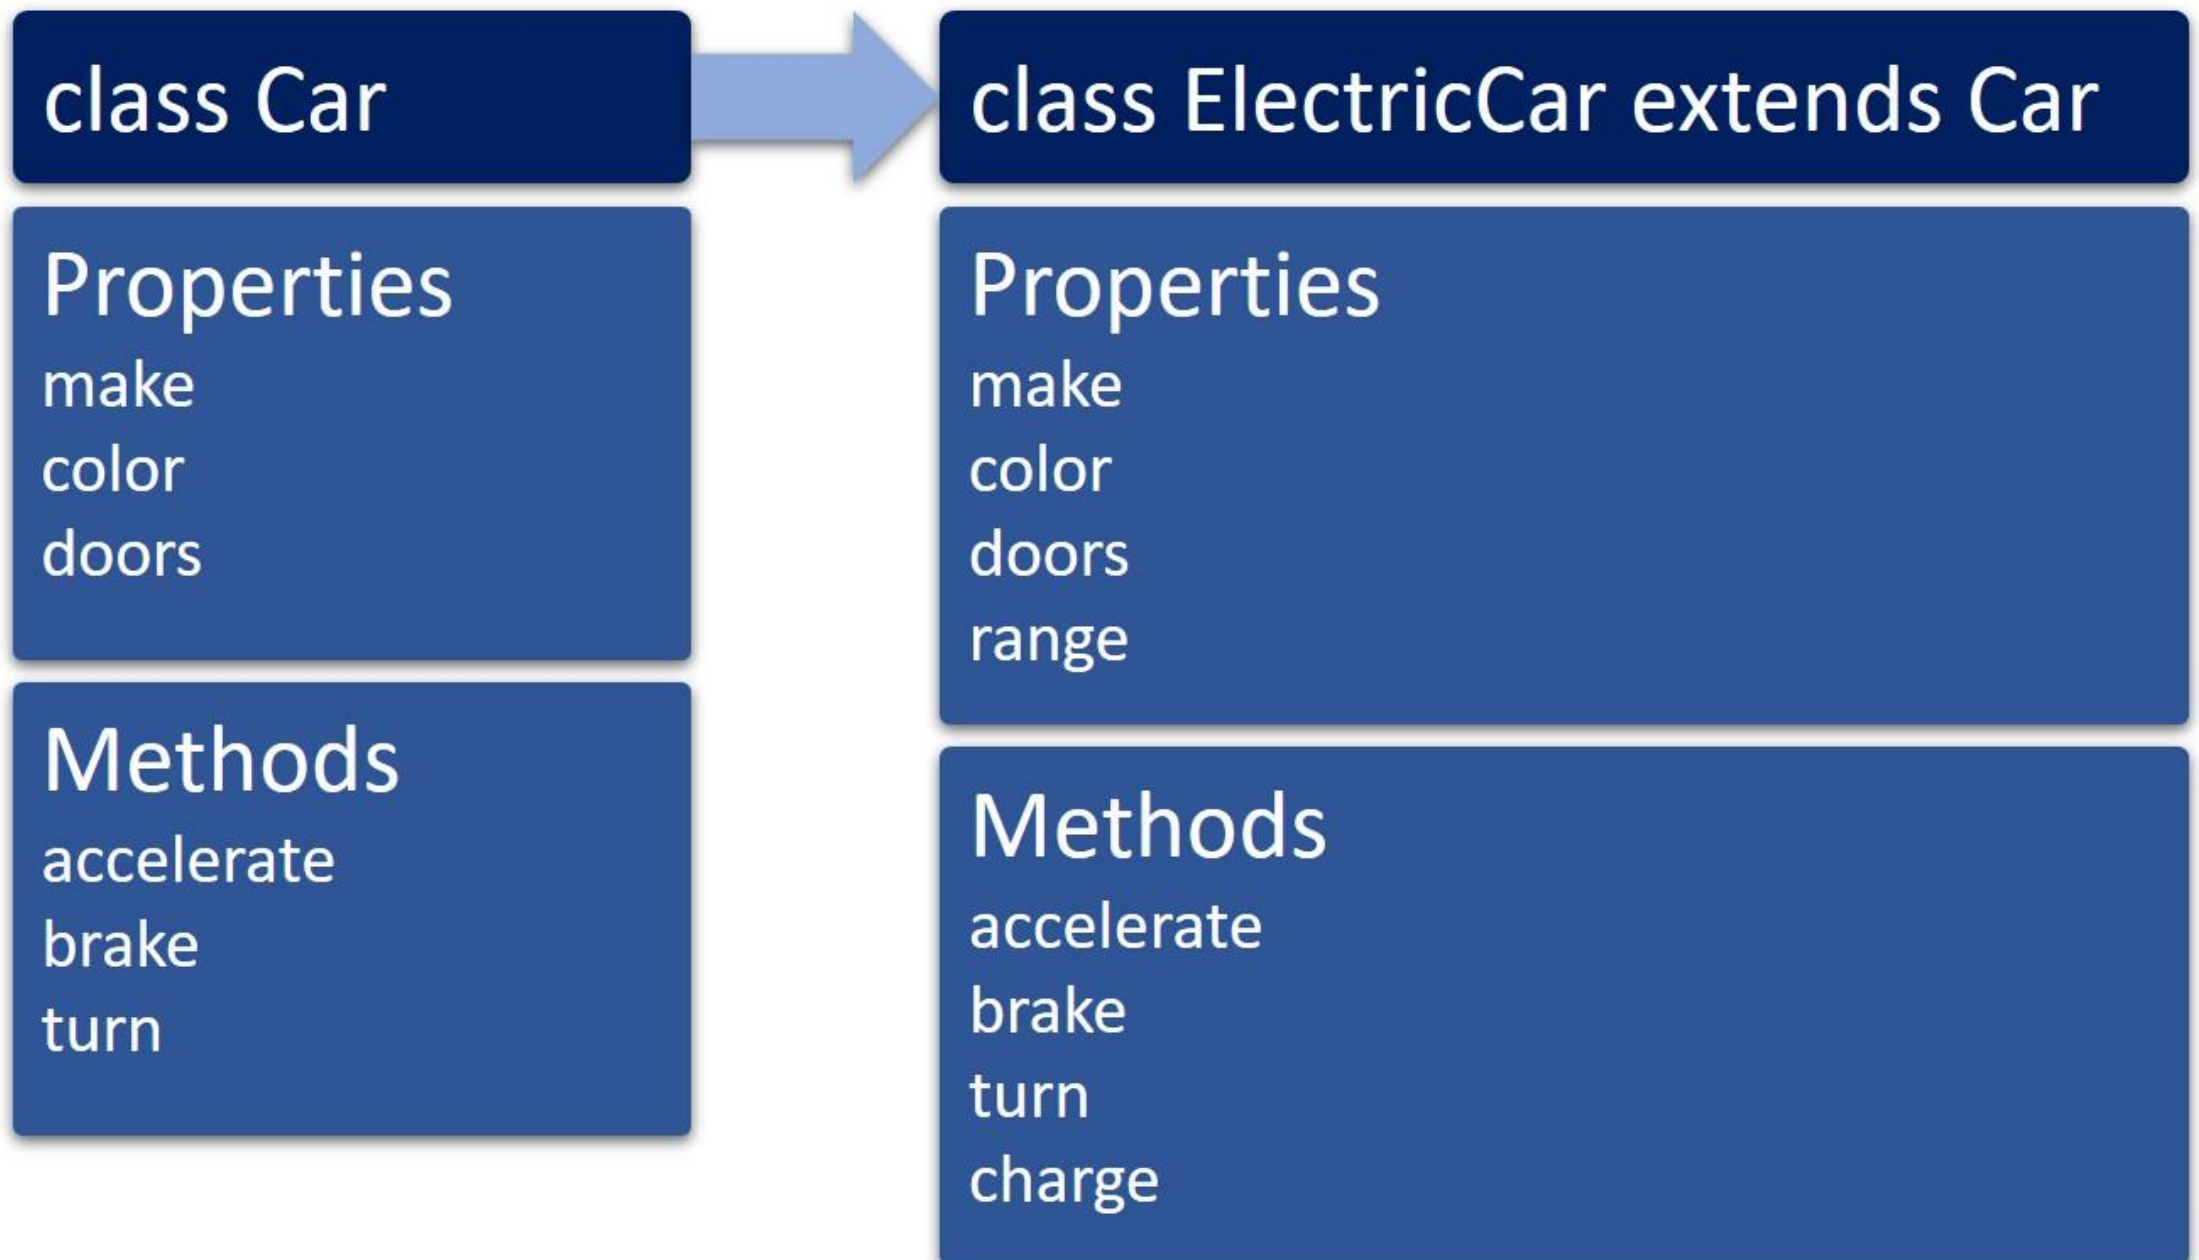 class Car
Properties
make
color
doors
Methods
accelerate
brake
turn
class ElectricCar extends Car
Properties
make
color
doors
range
Methods
accelerate
brake
turn
charge